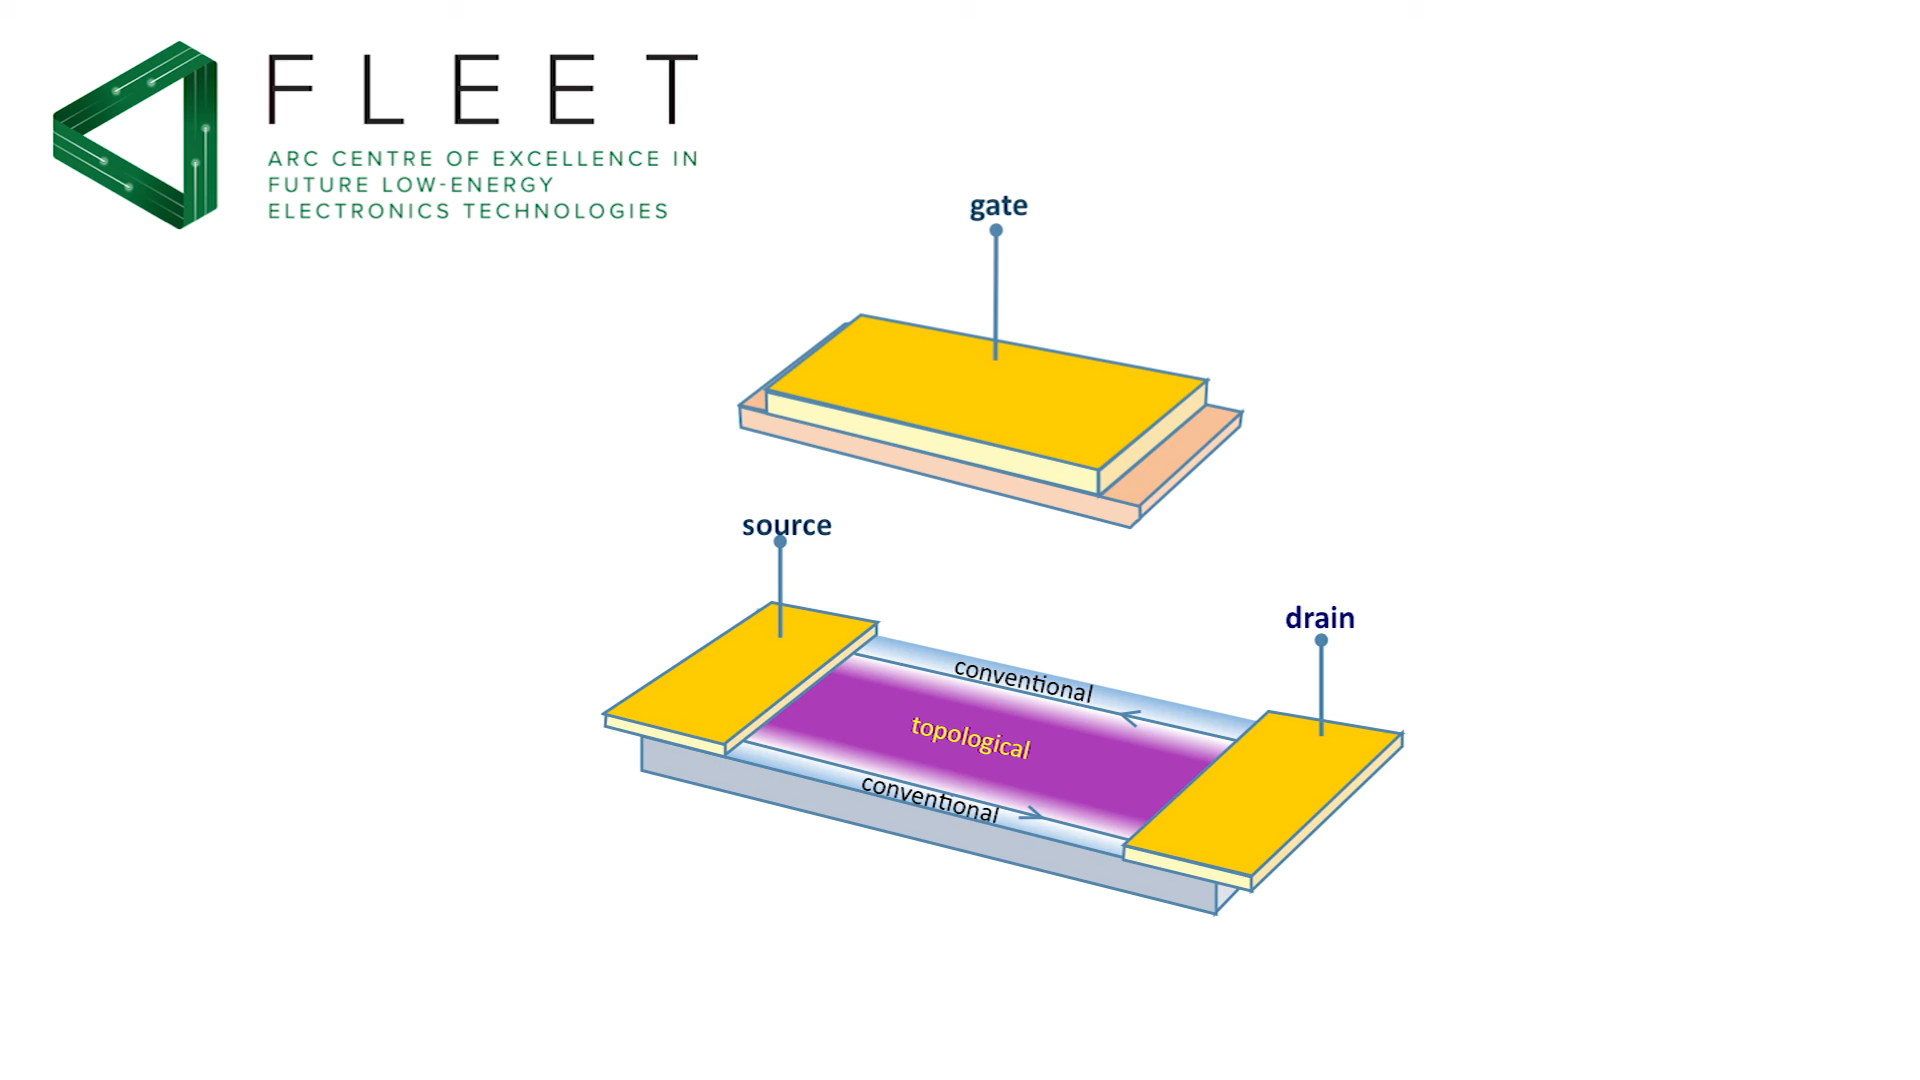 FLEET
ARC CENTRE OF EXCELLENCE IN
FUTURE LOW-ENERGY
ELECTRONICS TECHNOLOGIES
gate
source
drain
conventional
topological
conventional